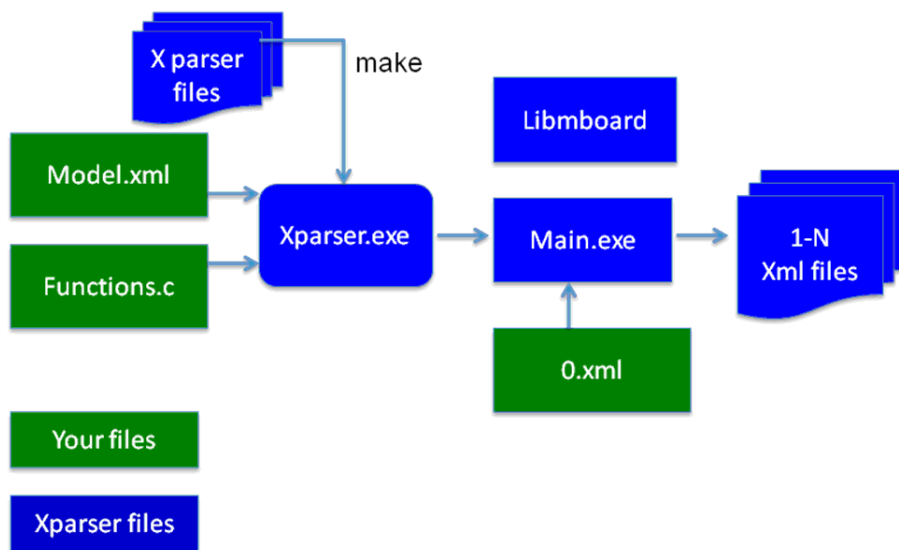 X parser
files
make
Libmboard
Model.xml
Xparser.exe
Main.exe
1-N
Xml files
Functions.c
0.xml
Your files
Xparser files